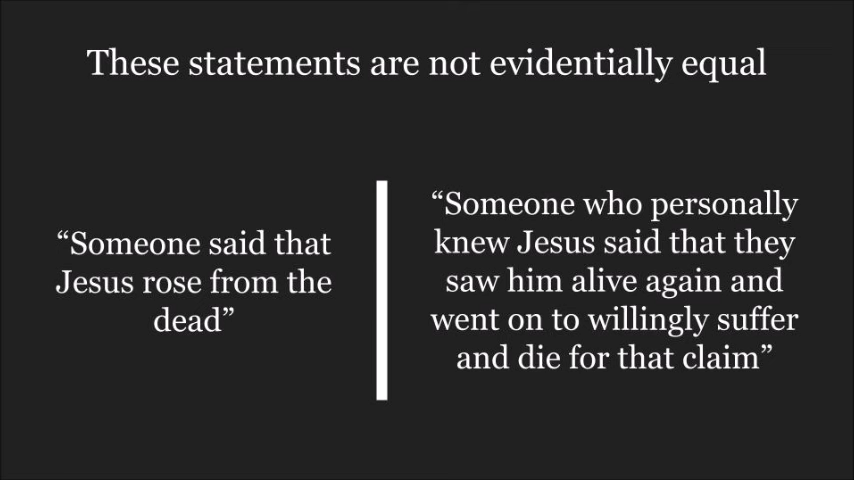 These statements are not evidentially equal
“Someone said that
Jesus rose from the
dead”
“Someone who personally
knew Jesus said that they
saw him alive again and
went on to willingly suffer
and die for that claim”